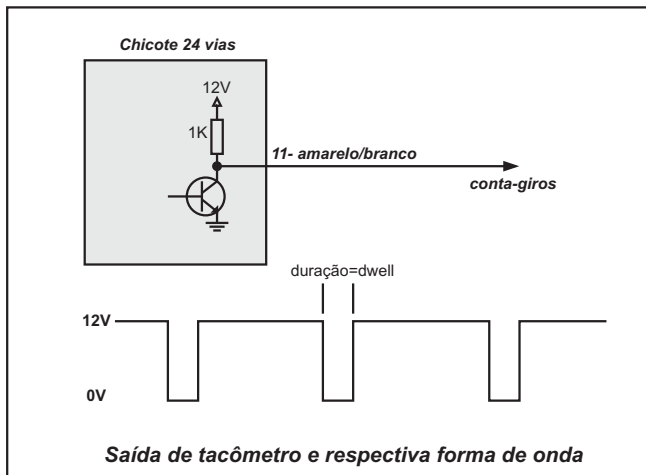 Chicote 24 vias
12V
1K
11- amarelo/branco
conta-giros
duração=dwell
12V
0V
Saída de tacômetro e respectiva forma de onda